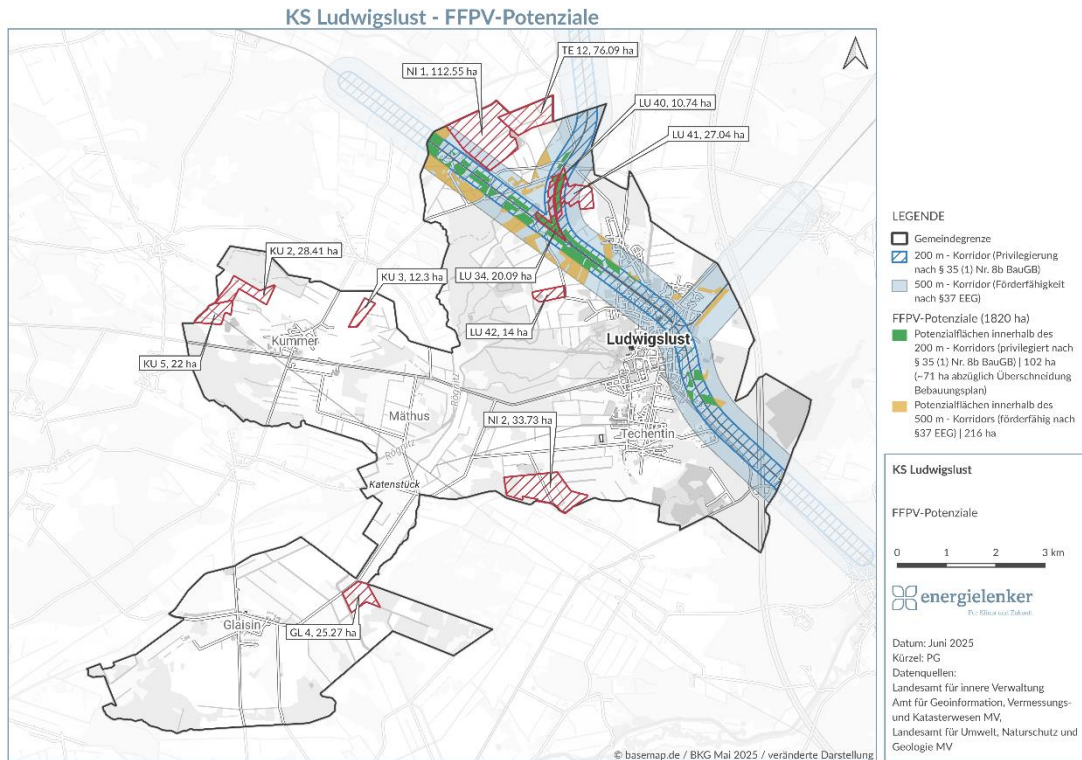 KS Ludwigslust - FFPV-Potenziale
TE 12, 76.09 ha
NI 1, 112.55 ha
LU 40, 10.74 ha
LU 41, 27.04 ha
KU 2, 28.41 ha
KU 3, 12.3 ha
LU 34, 20.09 ha
LU 42, 14 ha
Kummer
Ludwigslust
KU 5, 22 ha
Rögnitz
Mäthus
NI 2, 33.73 ha
Techentin
Rögnitz
Katenstück
Glaisin
GL 4, 25.27 ha
© basemap.de / BKG Mai 2025 / veränderte Darstellung
LEGENDE
Gemeindegrenze
200 m - Korridor (Privilegierung
nach § 35 (1) Nr. 8b BauGB)
500 m - Korridor (Förderfähigkeit
nach §37 EEG)
FFPV-Potenziale (1820 ha)
Potenzialflächen innerhalb des
200 m - Korridors (privilegiert nach
§ 35 (1) Nr. 8b BauGB) | 102 ha
(~71 ha abzüglich Überschneidung
Bebauungsplan)
Potenzialflächen innerhalb des
500 m - Korridors (förderfähig nach
§37 EEG) | 216 ha
KS Ludwigslust
FFPV-Potenziale
0 1 2 3 km
energielenker
Für Klima und Zukunft
Datum: Juni 2025
Kürzel: PG
Datenquellen:
Landesamt für innere Verwaltung
Amt für Geoinformation, Vermessungs-
und Katasterwesen MV,
Landesamt für Umwelt, Naturschutz und
Geologie MV